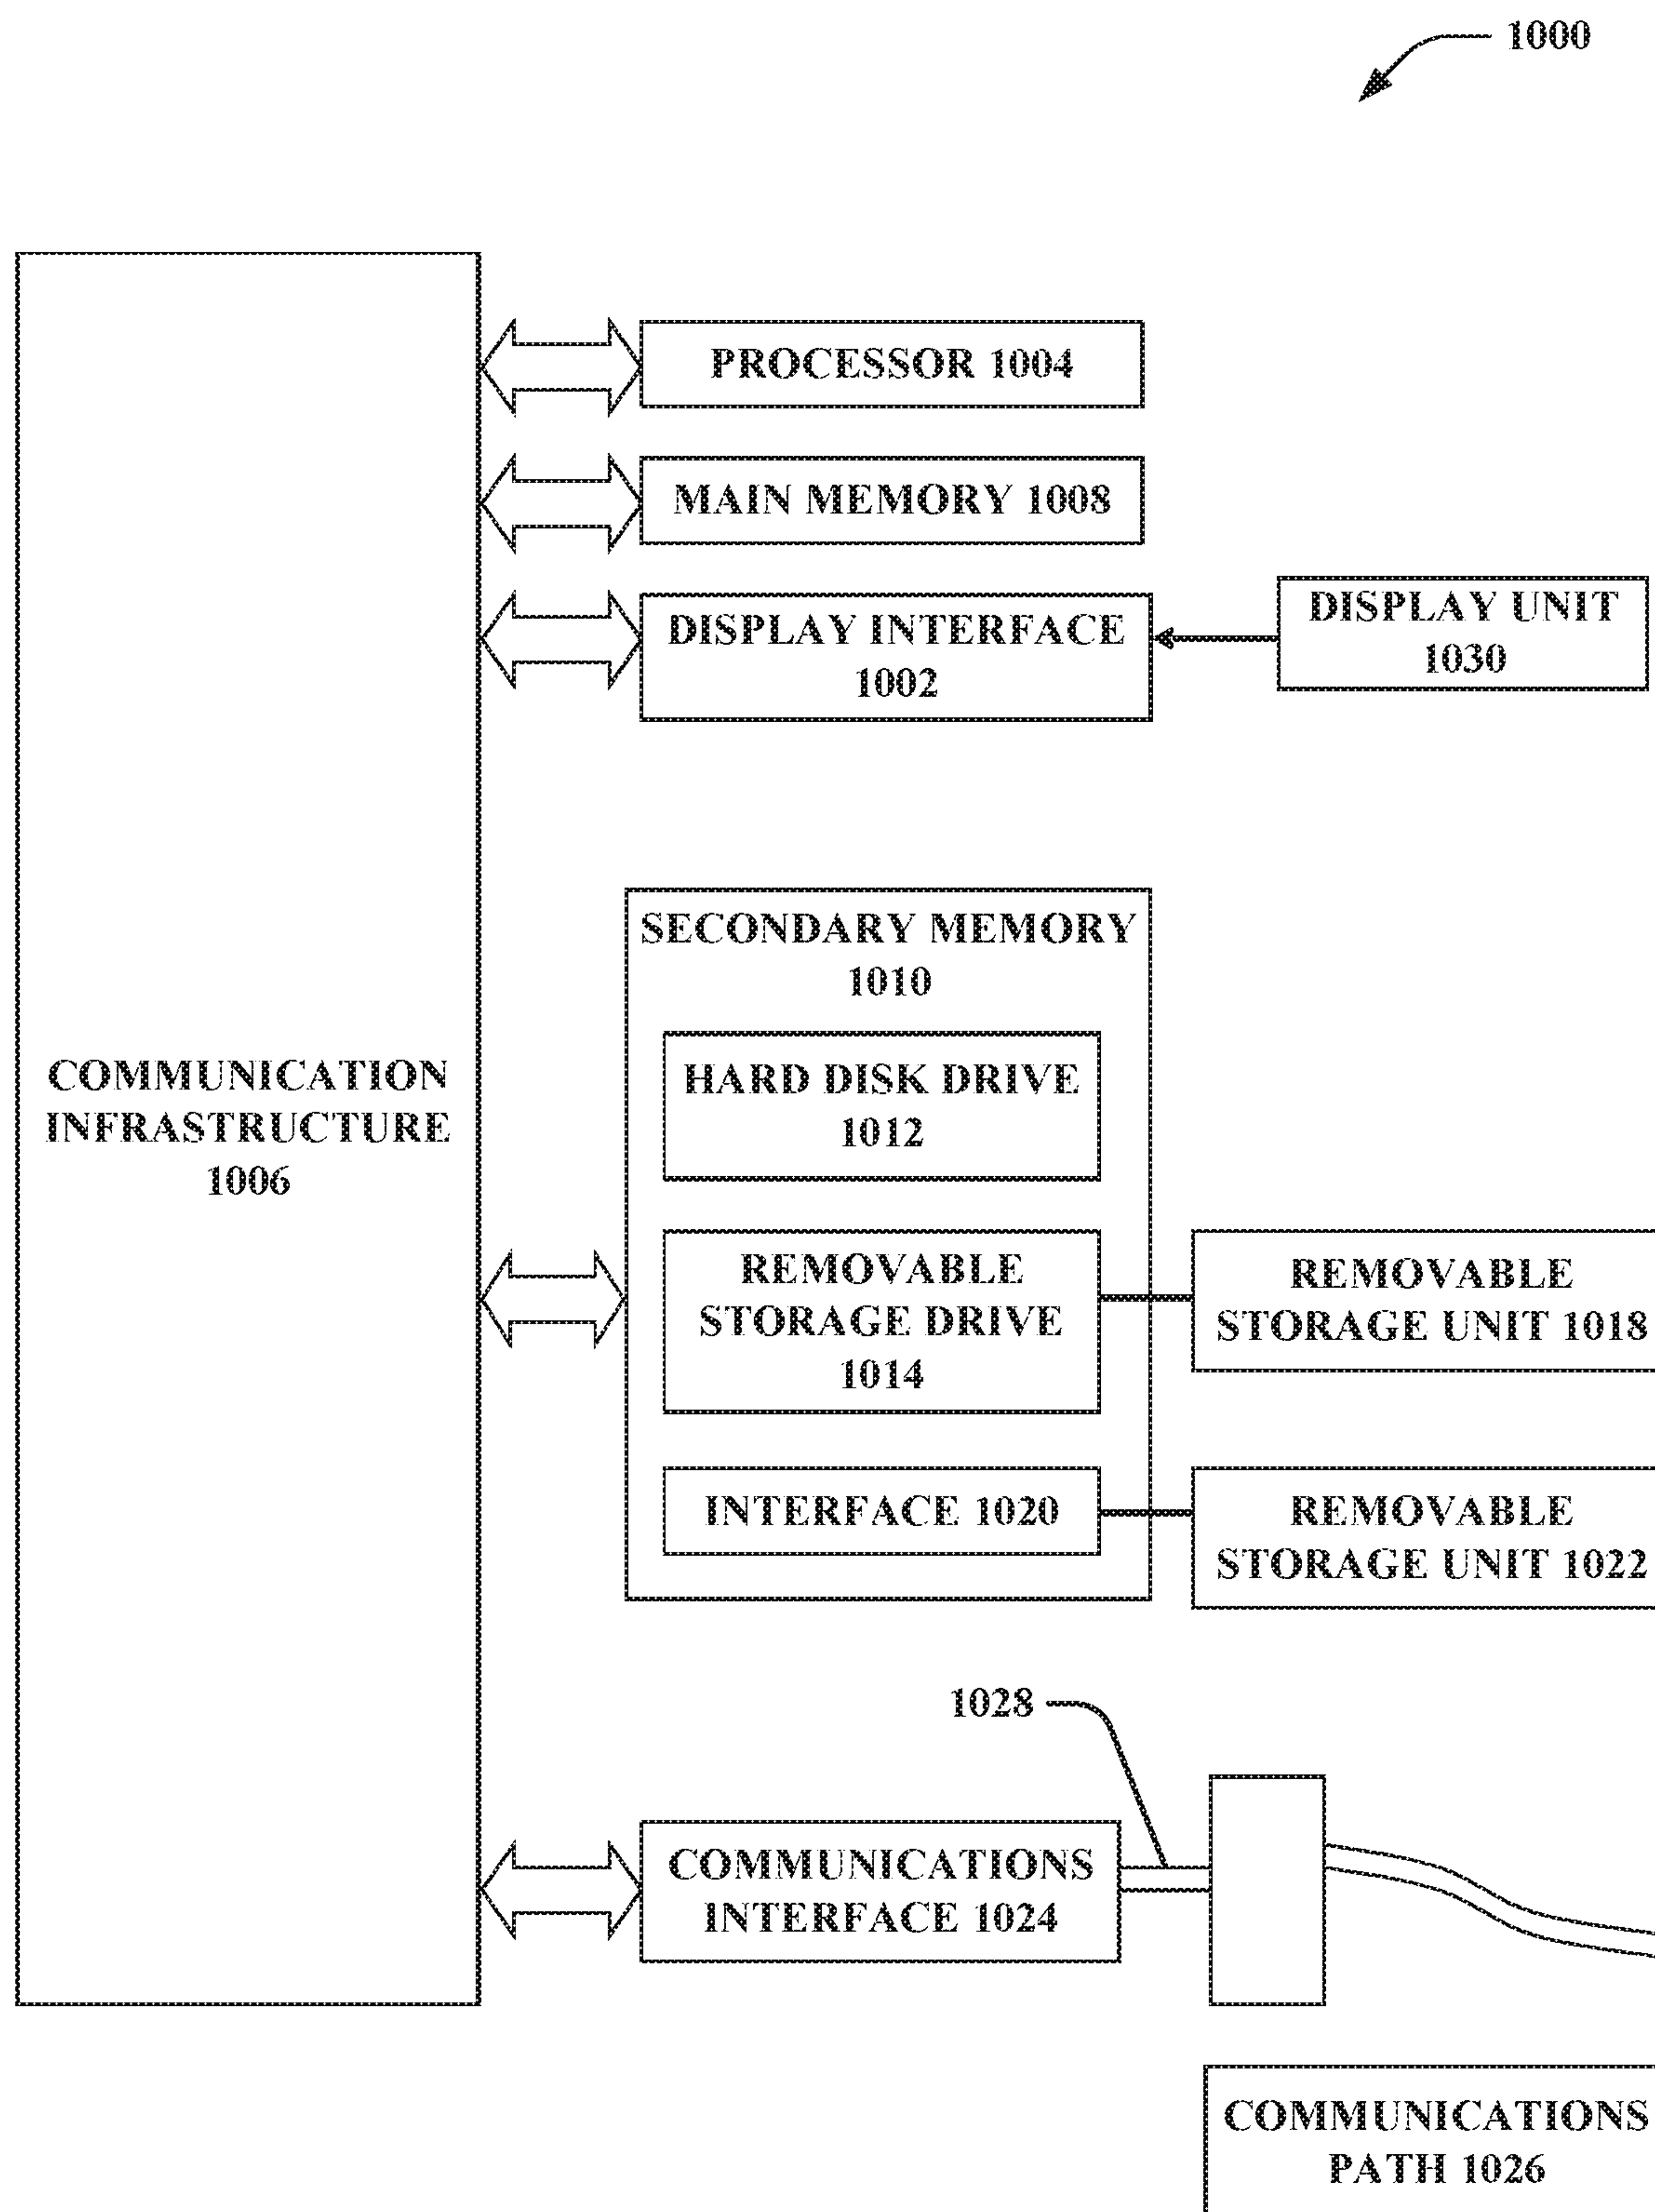 1000
PROCESSOR 1004
MAIN MEMORY 1008
DISPLAY INTERFACE
1002
DISPLAY UNIT
1030
COMMUNICATION
INFRASTRUCTURE
1006
SECONDARY MEMORY
1010
HARD DISK DRIVE
1012
REMOVABLE
STORAGE DRIVE
1014
REMOVABLE
STORAGE UNIT 1018
INTERFACE 1020
REMOVABLE
STORAGE UNIT 1022
1028
COMMUNICATIONS
INTERFACE 1024
COMMUNICATIONS
PATH 1026